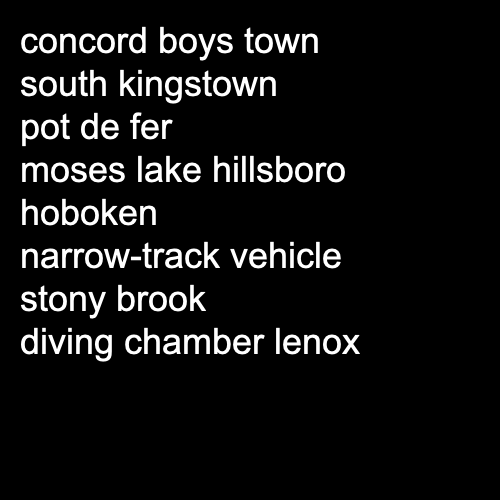 concord boys town
south kingstown
pot de fer
moses lake hillsboro
hoboken
narrow-track vehicle
stony brook
diving chamber lenox